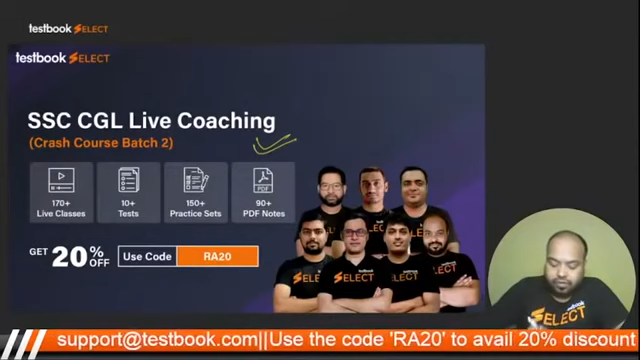 testbook SELECT
testbook SELECT
SSC CGL Live Coaching
(Crash Course Batch 2)
170+
Live Classes
10+
Tests
150+
Practice Sets
PDF
90+
PDF Notes
GET 20% OFF
Use Code RA20
testbook
SELECT
support@testbook.com||Use the code 'RA20' to avail 20% discount